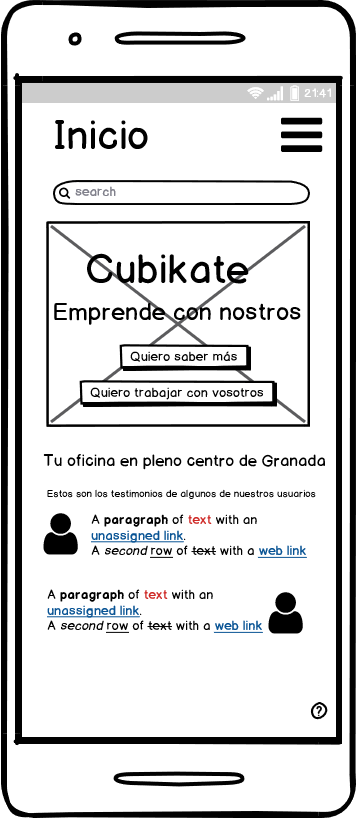 21:41
Inicio
search
Cubikate
Emprende con nostros
Quiero saber más
Quiero trabajar con vosotros
Tu oficina en pleno centro de Granada
Estos son los testimonios de algunos de nuestros usuarios
A paragraph of text with an
unassigned link.
A second row of text with a web link
A paragraph of text with an
unassigned link.
A second row of text with a web link
?